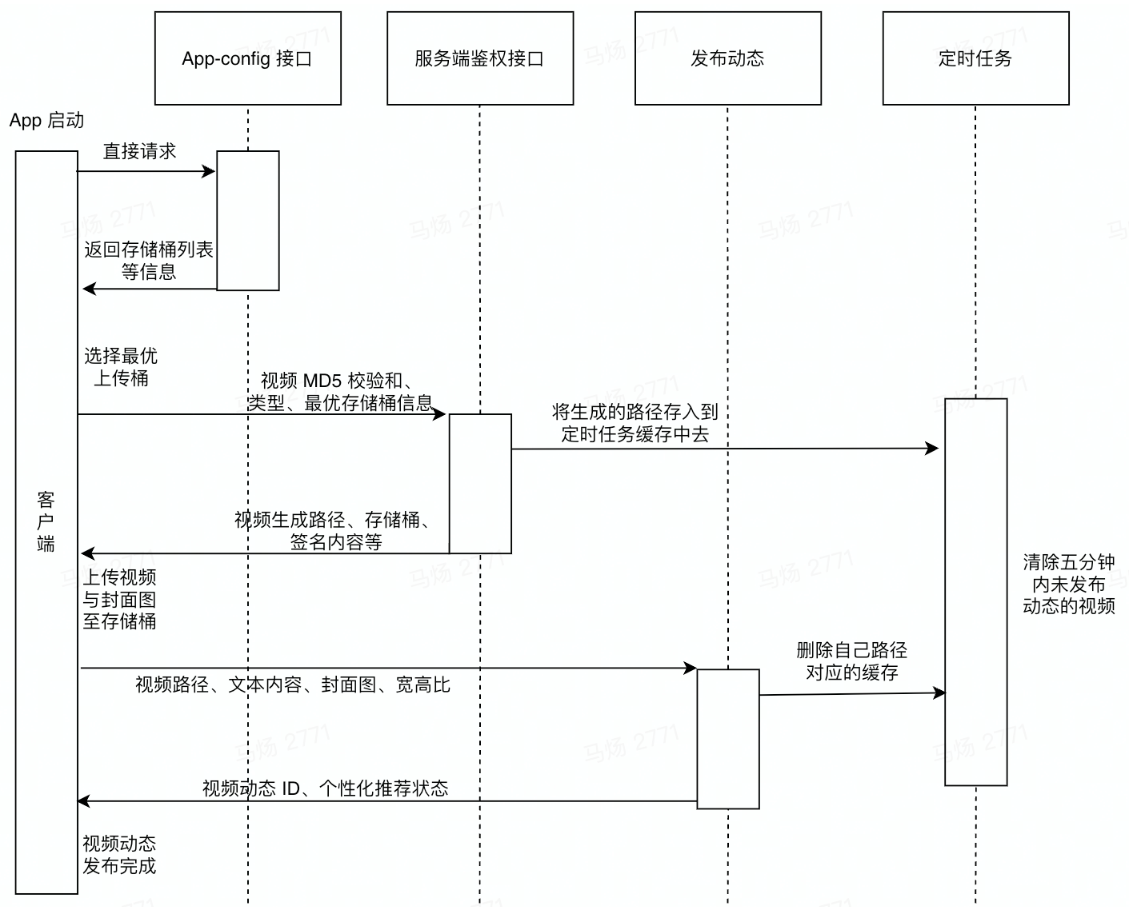 App-config 接口
服务端鉴权接口
发布动态
定时任务
App 启动
直接请求
返回存储桶列表
等信息
选择最优
上传桶
视频 MD5 校验和、
类型、最优存储桶信息
将生成的路径存入到
定时任务缓存中去
客
户
端
视频生成路径、存储桶、
签名内容等
上传视频
与封面图
至存储桶
清除五分钟
内未发布
动态的视频
删除自己路径
对应的缓存
视频路径、文本内容、封面图、宽高比
视频动态 ID、个性化推荐状态
视频动态
发布完成